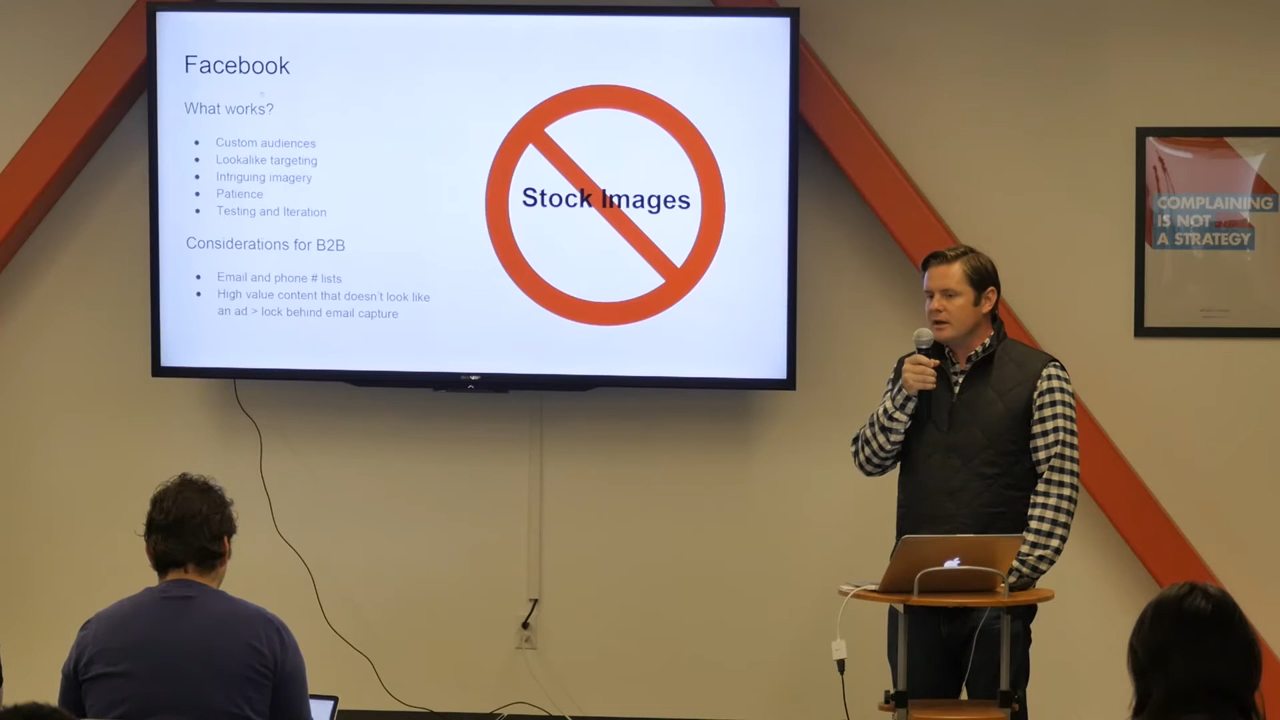 Facebook
What works?
● Custom audiences
● Lookalike targeting
● Intriguing imagery
● Patience
● Testing and Iteration
Considerations for B2B
● Email and phone # lists
● High value content that doesn't look like
an ad > lock behind email capture
Stock Images
COMPLAINING
IS NOT
A STRATEGY